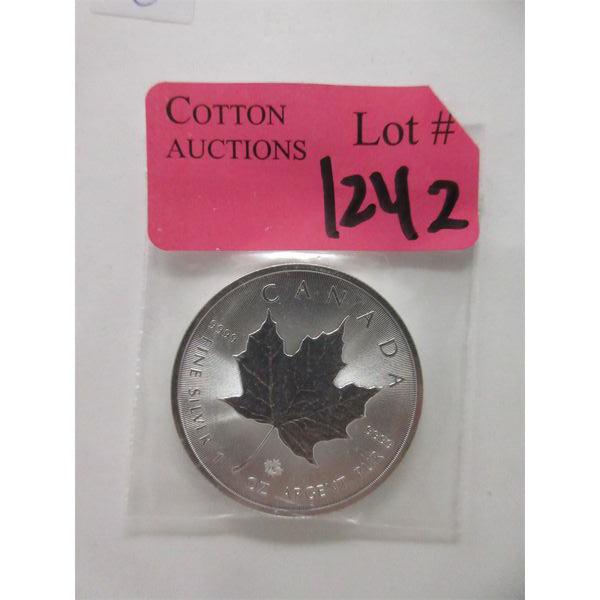 COTTON
AUCTIONS
Lot #
1242
CANADA
9999
FINE SILVER 1 OZ ARGENT PUR
9999